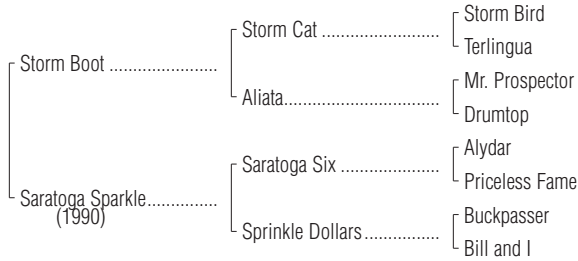 Storm Bird
Storm Cat ........................
Terlingua
Storm Boot ......................
Mr. Prospector
Aliata................................
Drumtop
Alydar
Saratoga Six ....................
Priceless Fame
Saratoga Sparkle..............
(1990)
Buckpasser
Sprinkle Dollars...............
Bill and I